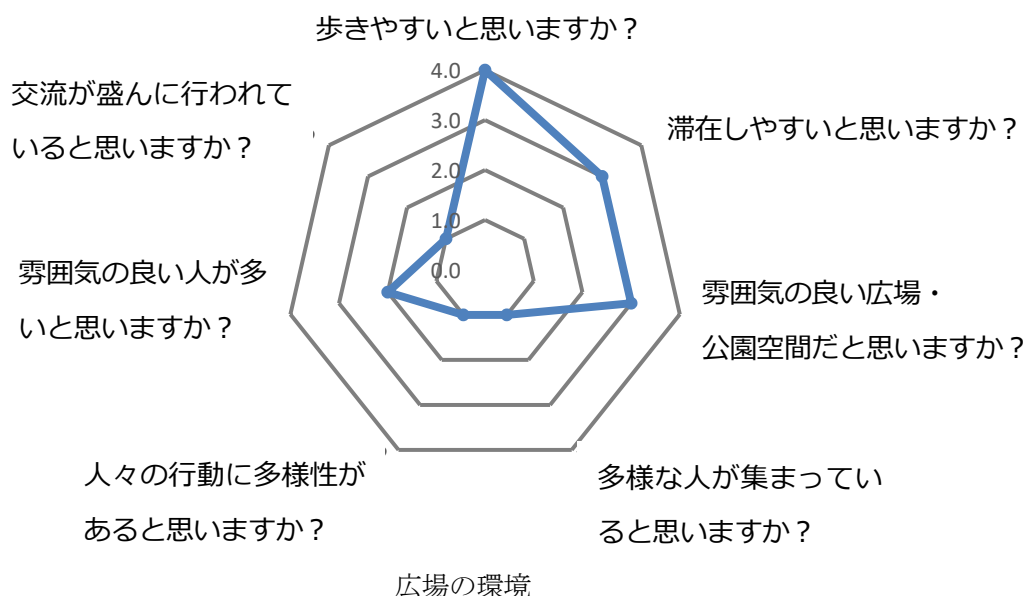 歩きやすいと思いますか？
4.0
3.0
2.0
1.0
0.0
滞在しやすいと思いますか？
雰囲気の良い広場・
公園空間だと思いますか？
多様な人が集まってい
ると思いますか？
人々の行動に多様性が
あると思いますか？
雰囲気の良い人が多
いと思いますか？
交流が盛んに行われて
いると思いますか？
広場の環境